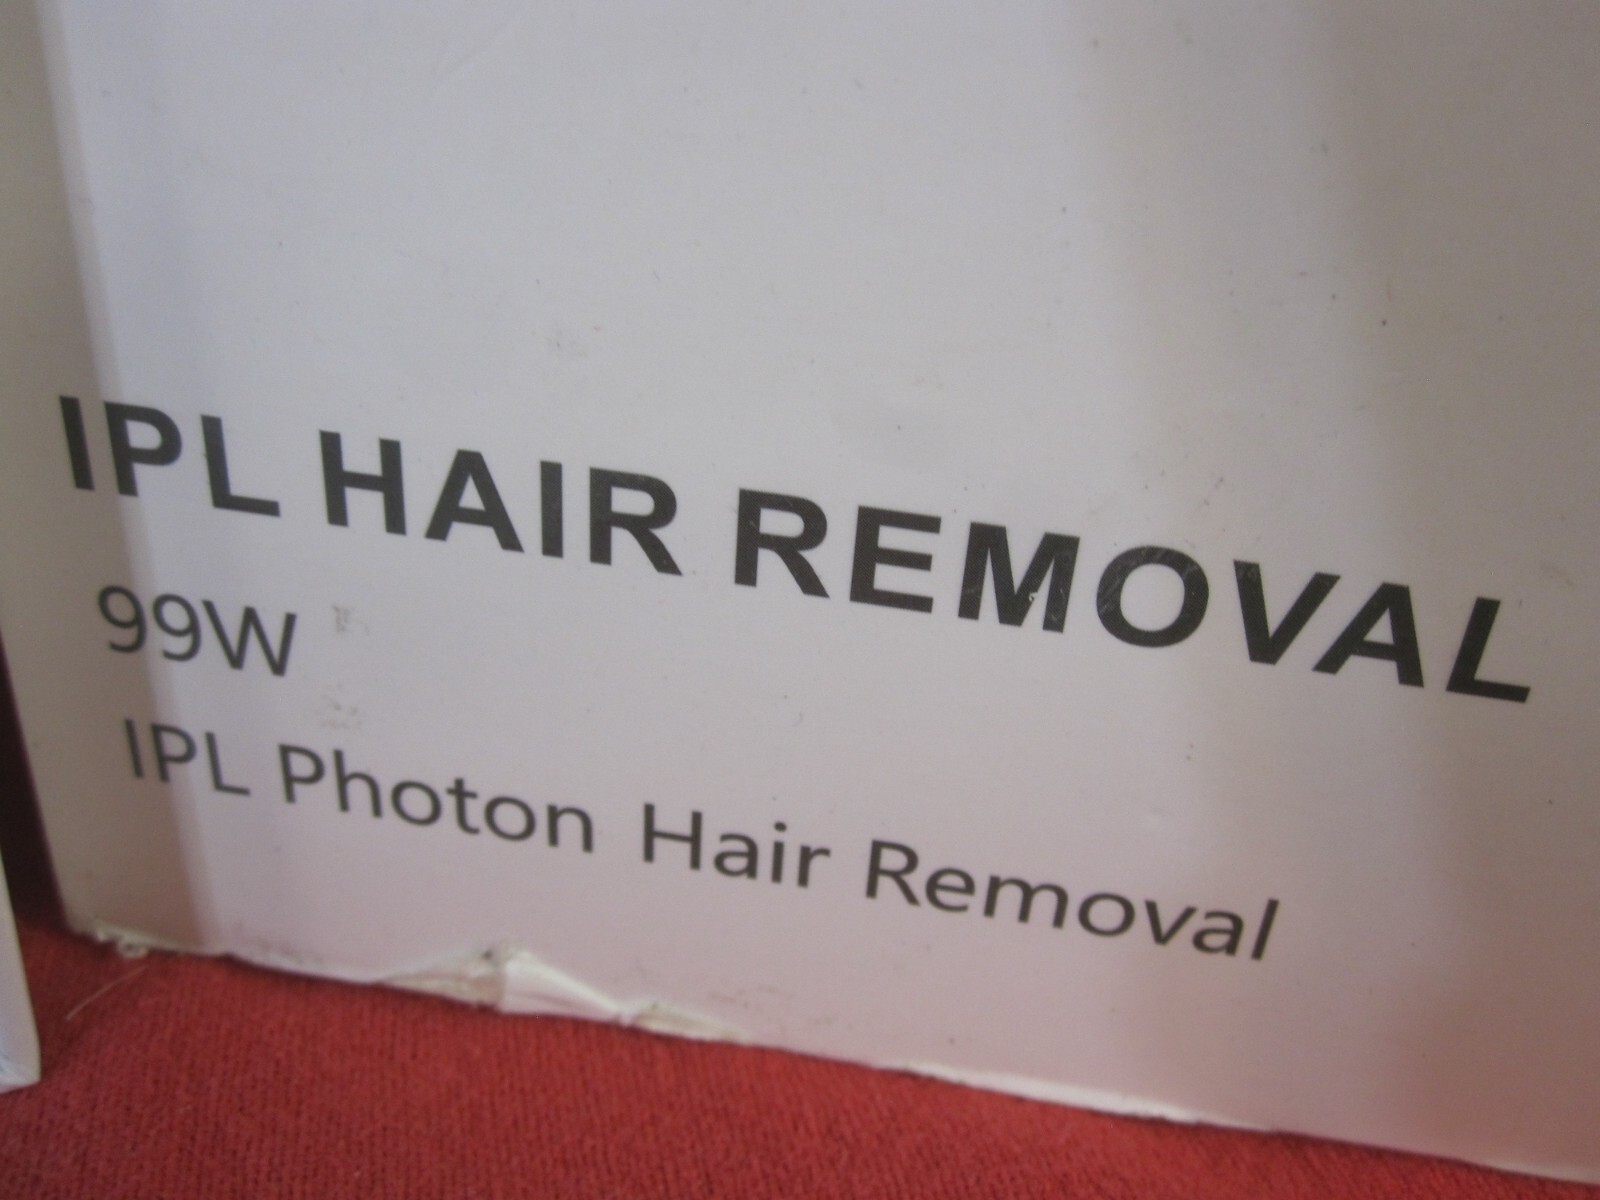 IPL HAIR REMOVAL
99W
IPL Photon Hair Removal